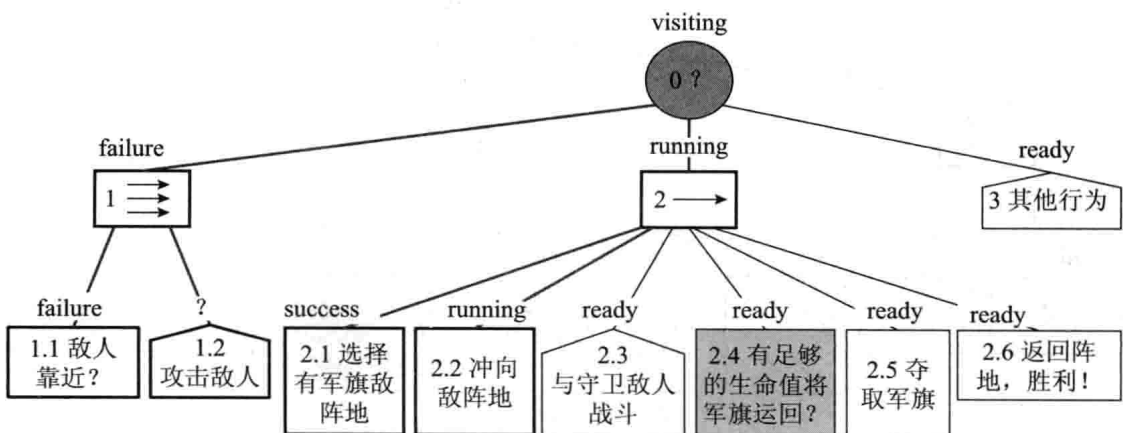 visiting
0 ?
failure
running
ready
1
2
3 其他行为
failure
?
success
running
ready
ready
ready
ready
1.1 敌人
靠近?
1.2
攻击敌人
2.1 选择
有军旗敌
阵地
2.2 冲向
敌阵地
2.3
与守卫敌人
战斗
2.4 有足够
的生命值将
军旗运回?
2.5 夺
取军旗
2.6 返回阵
地，胜利!